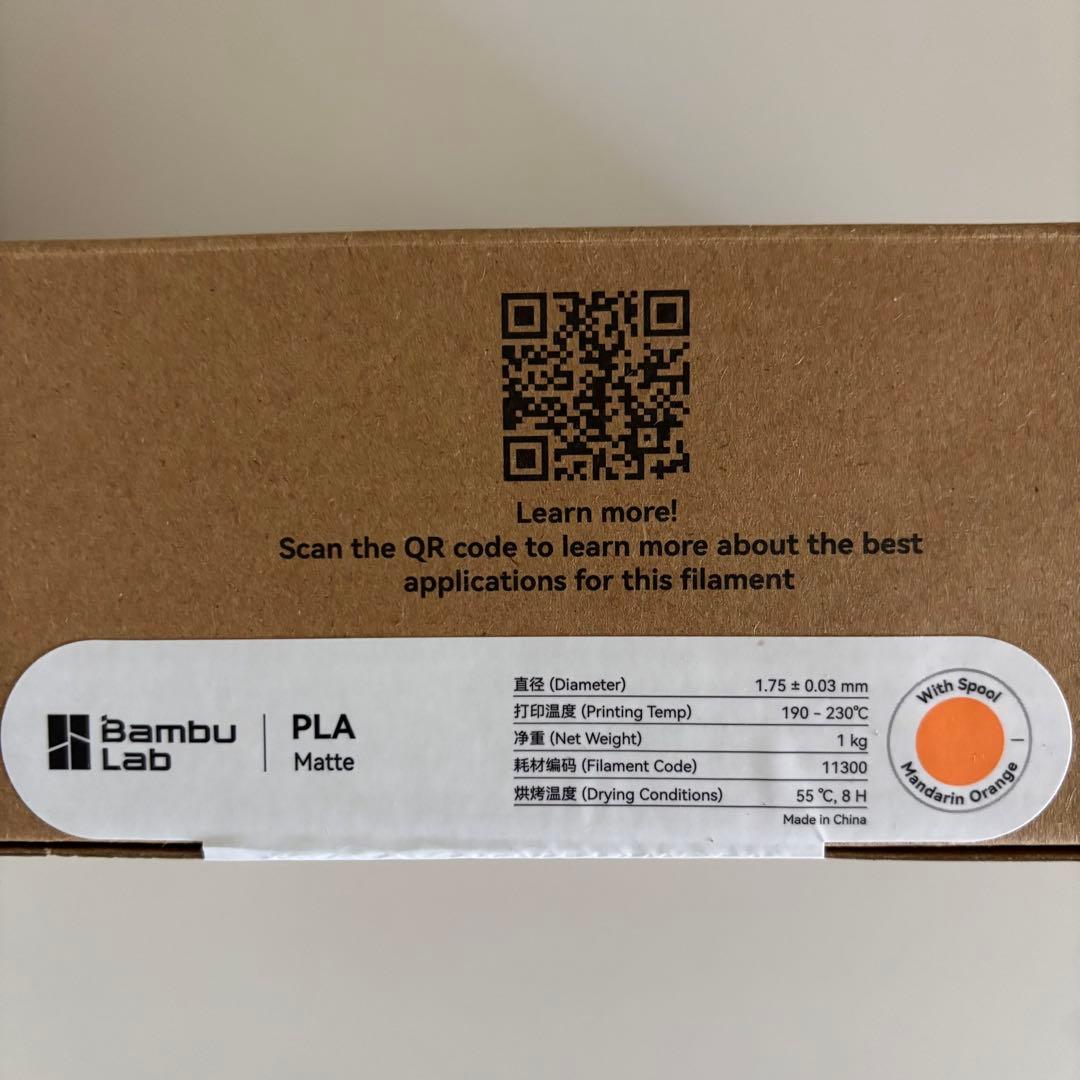 Learn more!
Scan the QR code to learn more about the best
applications for this filament
Bambu
Lab
PLA
Matte
直径 (Diameter) 1.75 ± 0.03 mm
打印温度 (Printing Temp) 190 - 230℃
净重 (Net Weight) 1 kg
耗材编码 (Filament Code) 11300
烘烤温度 (Drying Conditions) 55 ℃, 8 H
Made in China
With Spool
Mandarin Orange